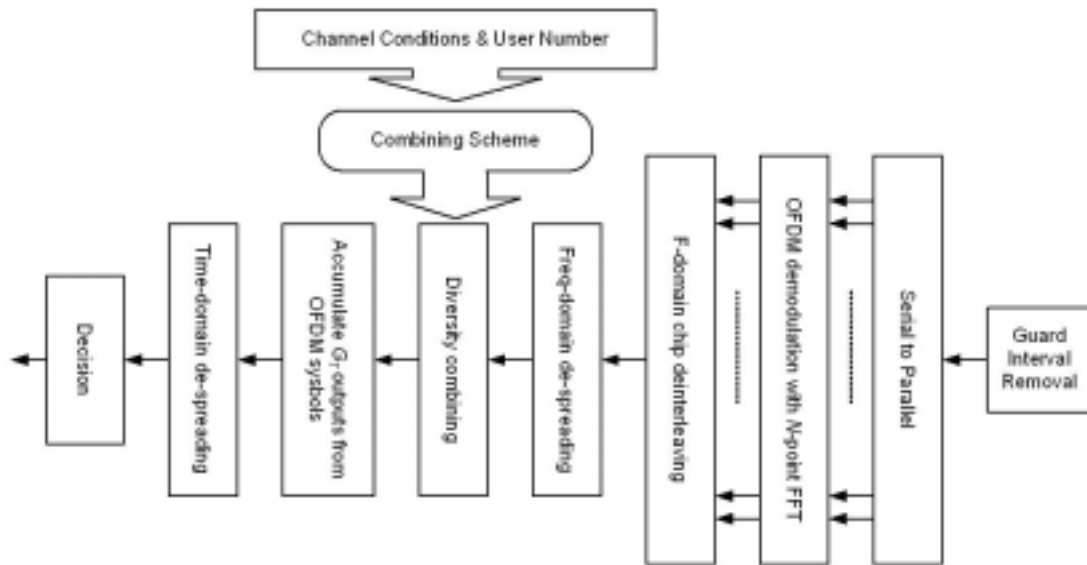 Channel Conditions & User Number
Combining Scheme
Guard
Interval
Removal
Serial to Parallel
OFDM demodulation with N-point FFT
F-domain chip deinterleaving
Freq-domain de-spreading
Diversity combining
Accumulate G_T outputs from
OFDM sysbols
Time-domain de-spreading
Decision